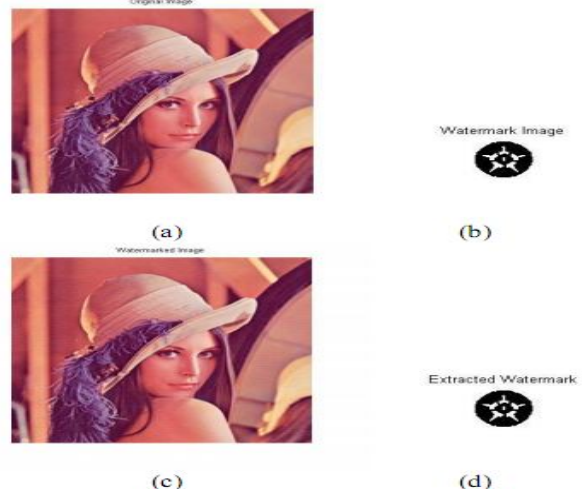 Original Image
Watermark Image
(a)
(b)
Watermarked Image
Extracted Watermark
(c)
(d)